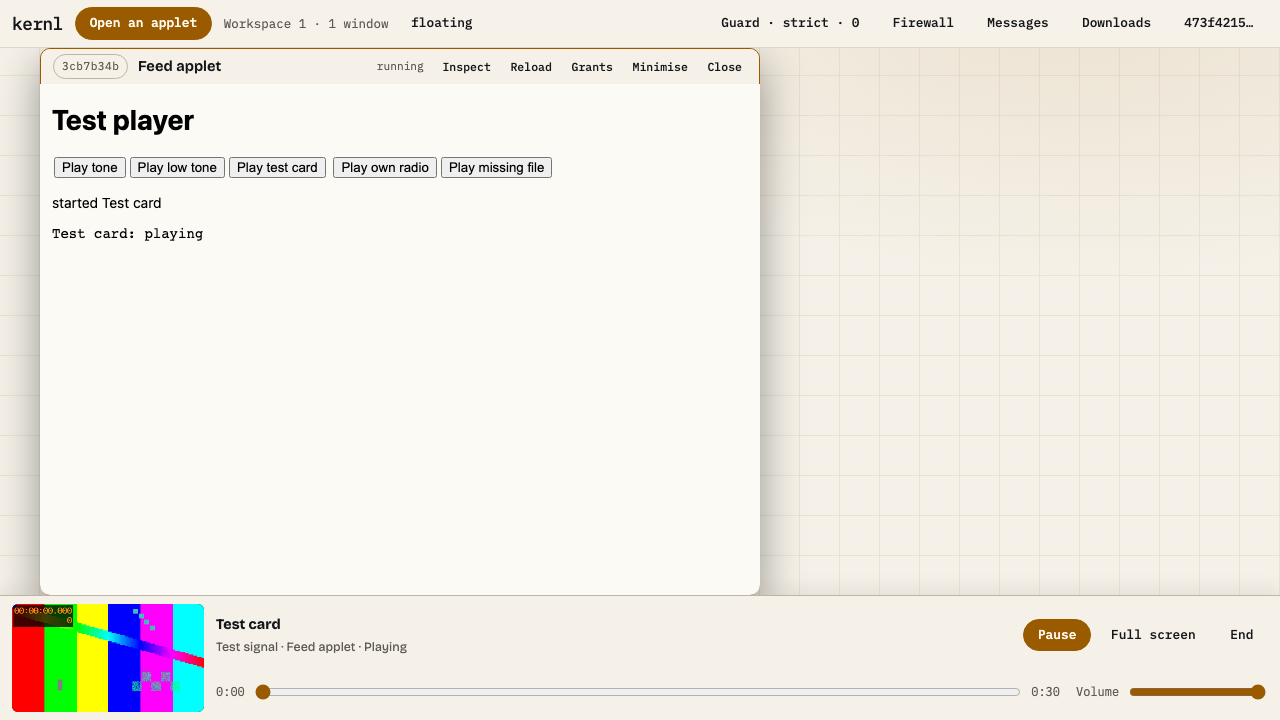 kernl Open an applet Workspace 1 · 1 window floating Guard · strict · 0 Firewall Messages Downloads 473f4215…
3cb7b34b Feed applet running Inspect Reload Grants Minimise Close
Test player
Play tone Play low tone Play test card Play own radio Play missing file
started Test card
Test card: playing
00:00:00.000
0
Test card
Test signal · Feed applet · Playing
Pause Full screen End
0:00 0:30 Volume